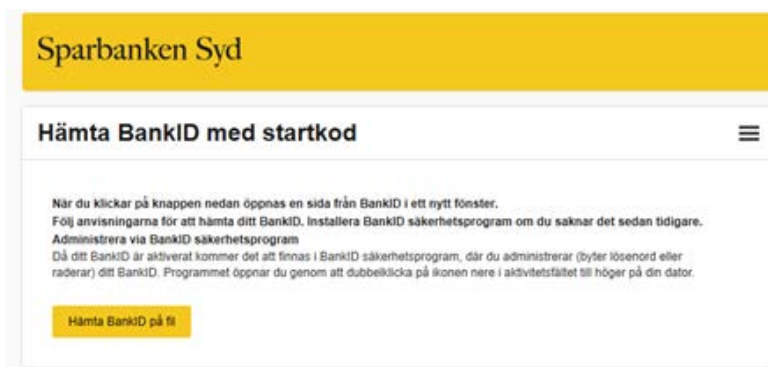 Sparbanken Syd
Hämta BankID med startkod
När du klickar på knappen nedan öppnas en sida från BankID i ett nytt fönster.
Följ anvisningarna för att hämta ditt BankID. Installera BankID säkerhetsprogram om du saknar det sedan tidigare.
Administrera via BankID säkerhetsprogram
Då ditt BankID är aktiverat kommer det att finnas i BankID säkerhetsprogram, där du administrerar (byter lösenord eller
raderar) ditt BankID. Programmet öppnar du genom att dubbelklicka på ikonen nere i aktivitetsfältet till höger på din dator.
Hämta BankID på fil